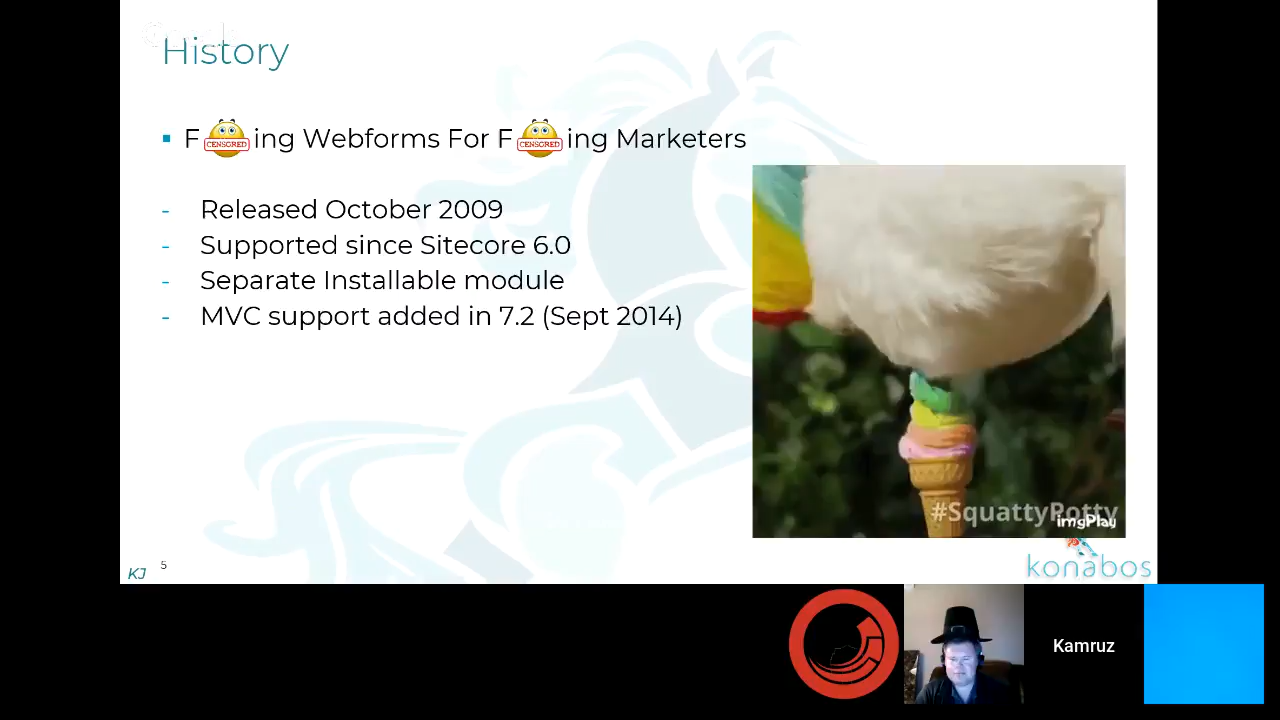 History
F CENSORED ing Webforms For F CENSORED ing Marketers
- Released October 2009
- Supported since Sitecore 6.0
- Separate Installable module
- MVC support added in 7.2 (Sept 2014)
#SquattyPotty
imgPlay
KJ 5
konabos
Kamruz